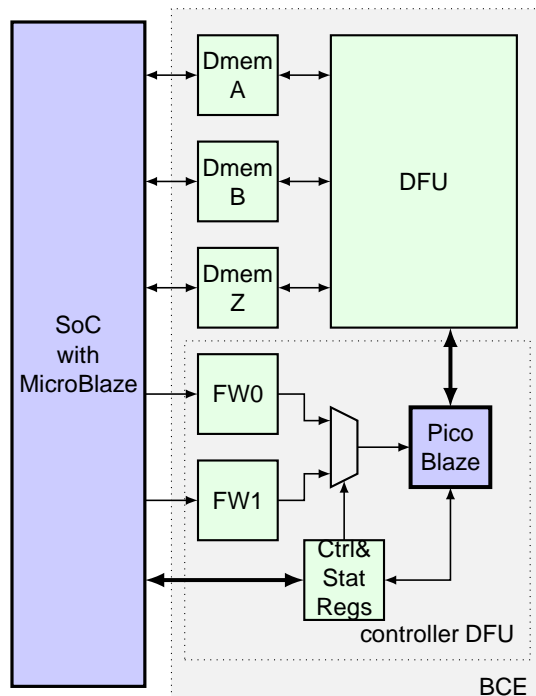 Dmem
A
DFU
Dmem
B
Dmem
Z
SoC
with
MicroBlaze
FW0
Pico
Blaze
FW1
Ctrl&
Stat
Regs
controller DFU
BCE